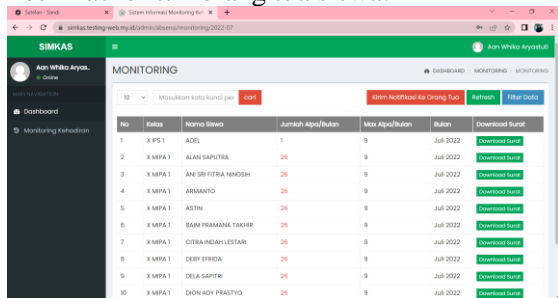 Setelan - Sandi
Sistem Informasi Monitoring Ke
simkas.testing-web.my.id/admin/absensi/monitoring/2022-07
SIMKAS
Aan Whika Aryastuti
Aan Whika Aryas..
Online
MAIN NAVIGATION
Dashboard
Monitoring Kehadiran
MONITORING
DASHBOARD MONITORING MONITORING
10 Masukkan kata kunci per cari Kirim Notifikasi Ke Orang Tua Refresh Filter Data
No Kelas Nama Siswa Jumlah Alpa/Bulan Max Alpa/Bulan Bulan Download Surat
1 X IPS 1 ADEL 1 9 Juli 2022 Download Surat
2 X MIPA 1 ALAN SAPUTRA 26 9 Juli 2022 Download Surat
3 X MIPA 1 ANI SRI FITRIA NINGSIH 26 9 Juli 2022 Download Surat
4 X MIPA 1 ARMANTO 26 9 Juli 2022 Download Surat
5 X MIPA 1 ASTIN 26 9 Juli 2022 Download Surat
6 X MIPA 1 BAIM PRAMANA TAKHIR 26 9 Juli 2022 Download Surat
7 X MIPA 1 CITRA INDAH LESTARI 26 9 Juli 2022 Download Surat
8 X MIPA 1 DEBY EFRIDA 26 9 Juli 2022 Download Surat
9 X MIPA 1 DELA SAPITRI 26 9 Juli 2022 Download Surat
10 X MIPA 1 DION ADY PRASTYO 26 9 Juli 2022 Download Surat